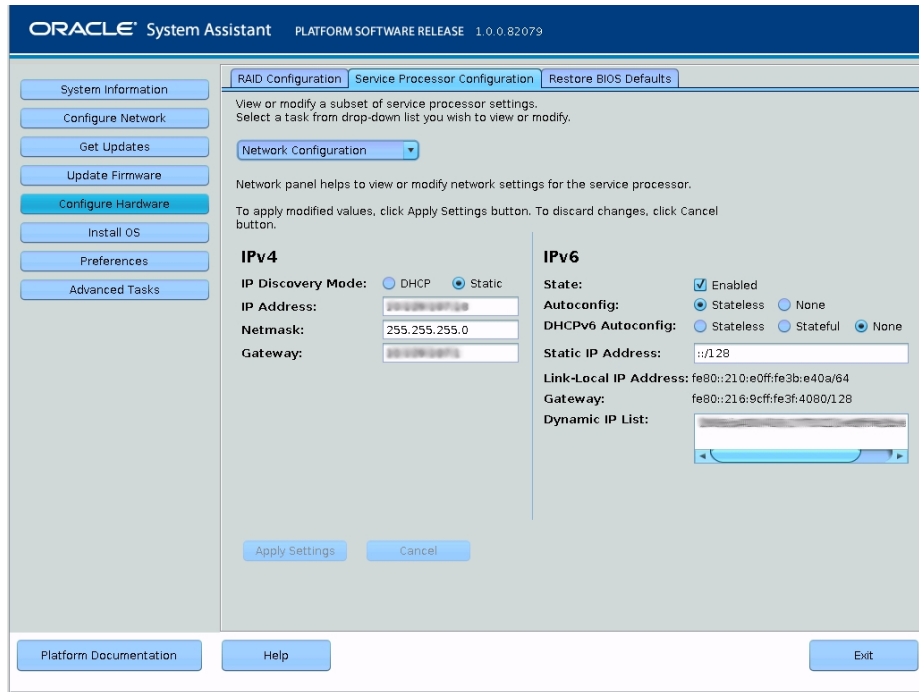 ORACLE System Assistant PLATFORM SOFTWARE RELEASE 1.0.0.82079
System Information
Configure Network
Get Updates
Update Firmware
Configure Hardware
Install OS
Preferences
Advanced Tasks
RAID Configuration Service Processor Configuration Restore BIOS Defaults
View or modify a subset of service processor settings.
Select a task from drop-down list you wish to view or modify.
Network Configuration
Network panel helps to view or modify network settings for the service processor.
To apply modified values, click Apply Settings button. To discard changes, click Cancel
button.
IPv4
IP Discovery Mode: DHCP Static
IP Address:
Netmask: 255.255.255.0
Gateway:
IPv6
State: Enabled
Autoconfig: Stateless None
DHCPv6 Autoconfig: Stateless Stateful None
Static IP Address: ::/128
Link-Local IP Address: fe80::210:e0ff:fe3b:e40a/64
Gateway: fe80::216:9cff:fe3f:4080/128
Dynamic IP List:
Apply Settings Cancel
Platform Documentation Help Exit